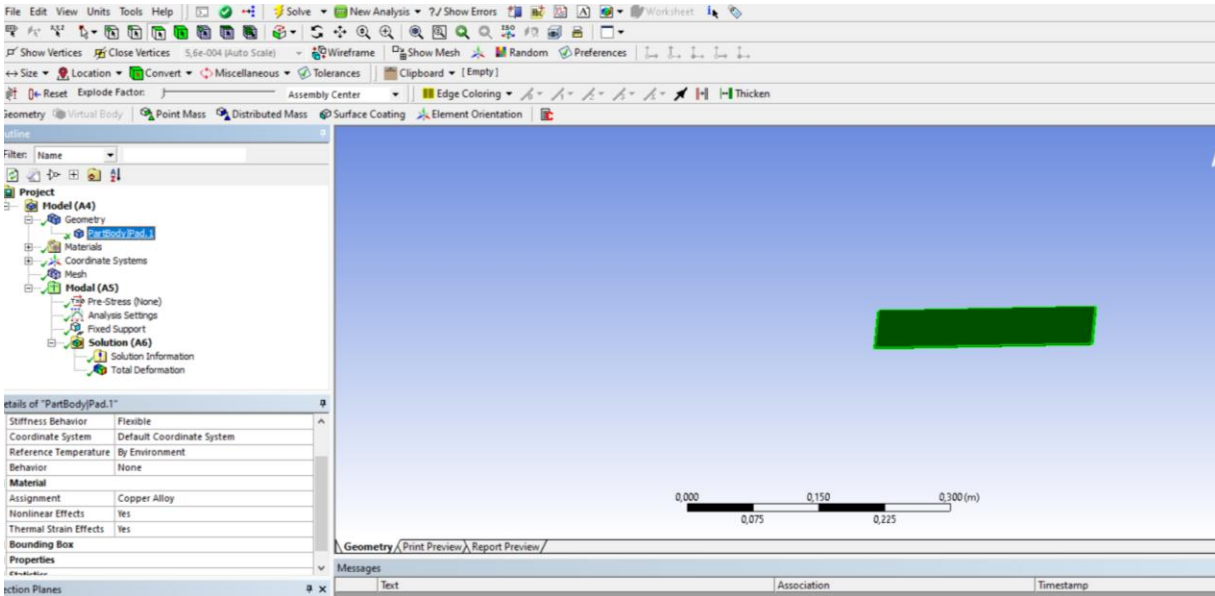 File Edit View Units Tools Help Solve New Analysis ?/ Show Errors Worksheet
Show Vertices Close Vertices 5,6e-004 (Auto Scale) Wireframe Show Mesh Random Preferences
Size Location Convert Miscellaneous Tolerances Clipboard [Empty]
Reset Explode Factor: Assembly Center Edge Coloring Thicken
Geometry Virtual Body Point Mass Distributed Mass Surface Coating Element Orientation
utline
Filter: Name
Project
Model (A4)
Geometry
PartBody|Pad.1
Materials
Coordinate Systems
Mesh
Modal (A5)
Pre-Stress (None)
Analysis Settings
Fixed Support
Solution (A6)
Solution Information
Total Deformation
etails of "PartBody|Pad.1"
Stiffness Behavior Flexible
Coordinate System Default Coordinate System
Reference Temperature By Environment
Behavior None
Material
Assignment Copper Alloy
Nonlinear Effects Yes
Thermal Strain Effects Yes
Bounding Box
Properties
Statistics
ection Planes
0,000 0,150 0,300 (m)
0,075 0,225
Geometry Print Preview Report Preview
Messages
Text Association Timestamp